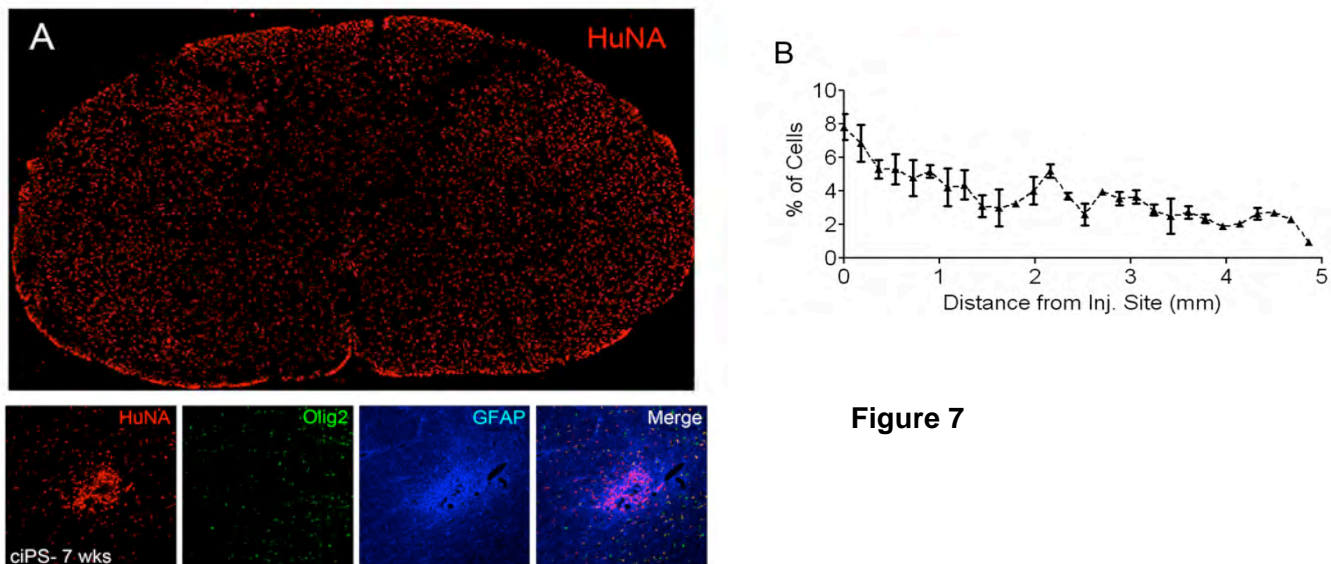 A
HuNA
B
% of Cells
10
8
6
4
2
0
0 1 2 3 4 5
Distance from Inj. Site (mm)
HuNA
Olig2
GFAP
Merge
ciPS- 7 wks
Figure 7